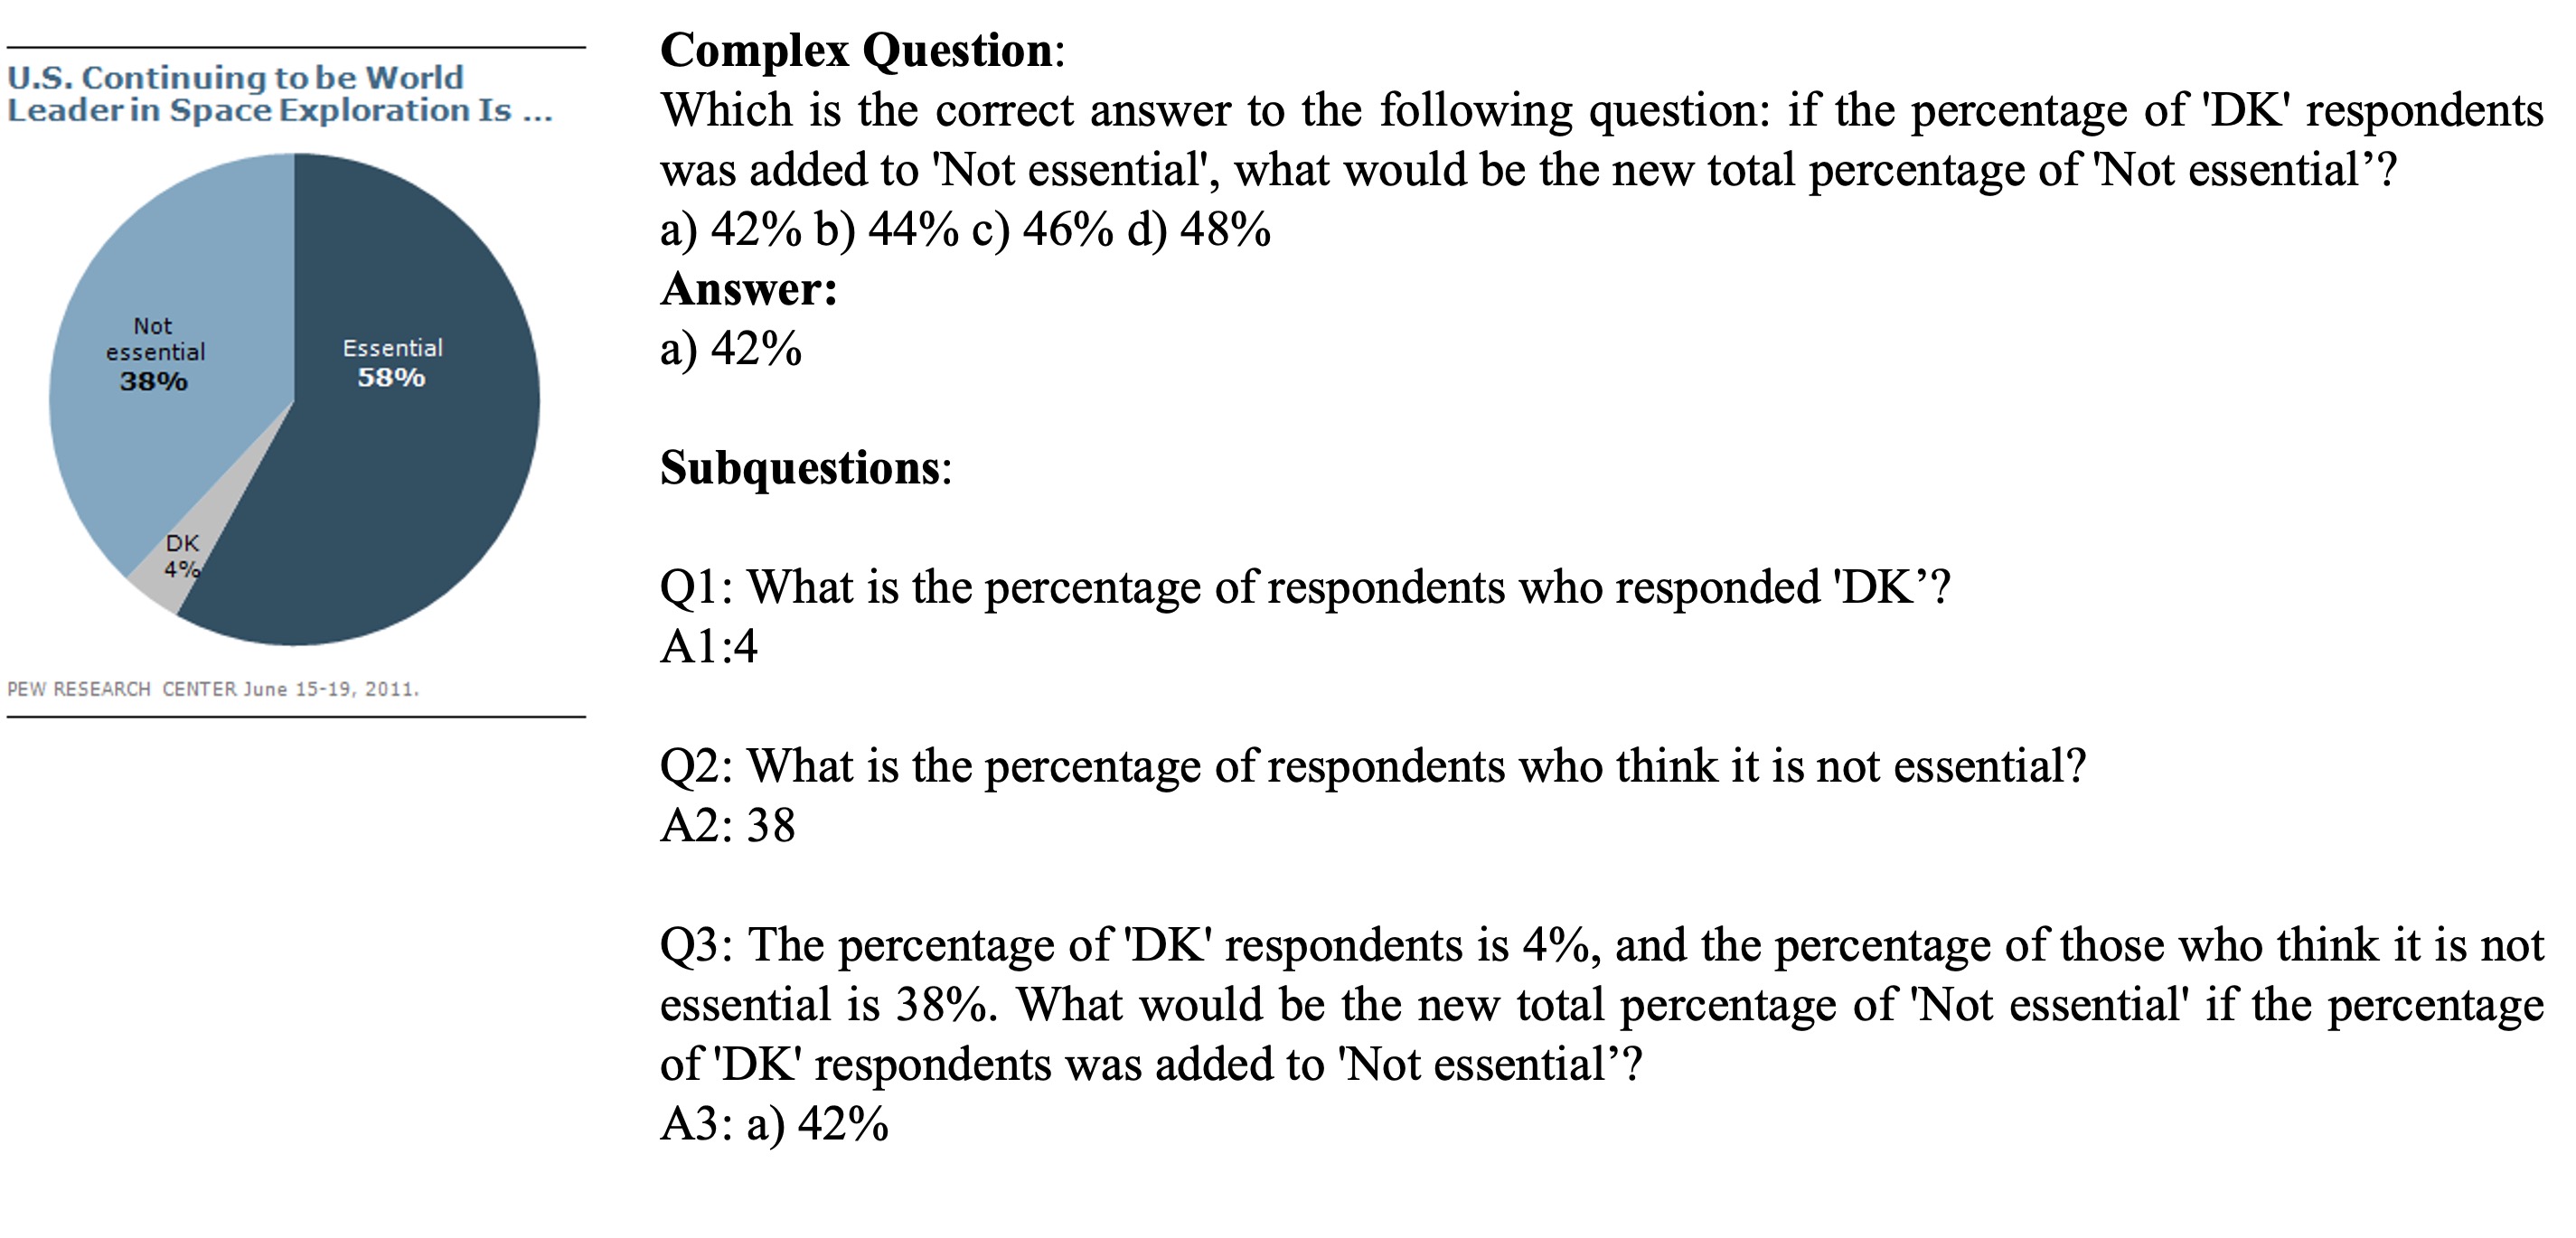 U.S. Continuing to be World
Leader in Space Exploration Is ...
Not
essential
38%
Essential
58%
DK
4%
PEW RESEARCH CENTER June 15-19, 2011.
Complex Question:
Which is the correct answer to the following question: if the percentage of 'DK' respondents
was added to 'Not essential', what would be the new total percentage of 'Not essential’?
a) 42% b) 44% c) 46% d) 48%
Answer:
a) 42%
Subquestions:
Q1: What is the percentage of respondents who responded 'DK’?
A1:4
Q2: What is the percentage of respondents who think it is not essential?
A2: 38
Q3: The percentage of 'DK' respondents is 4%, and the percentage of those who think it is not
essential is 38%. What would be the new total percentage of 'Not essential' if the percentage
of 'DK' respondents was added to 'Not essential’?
A3: a) 42%